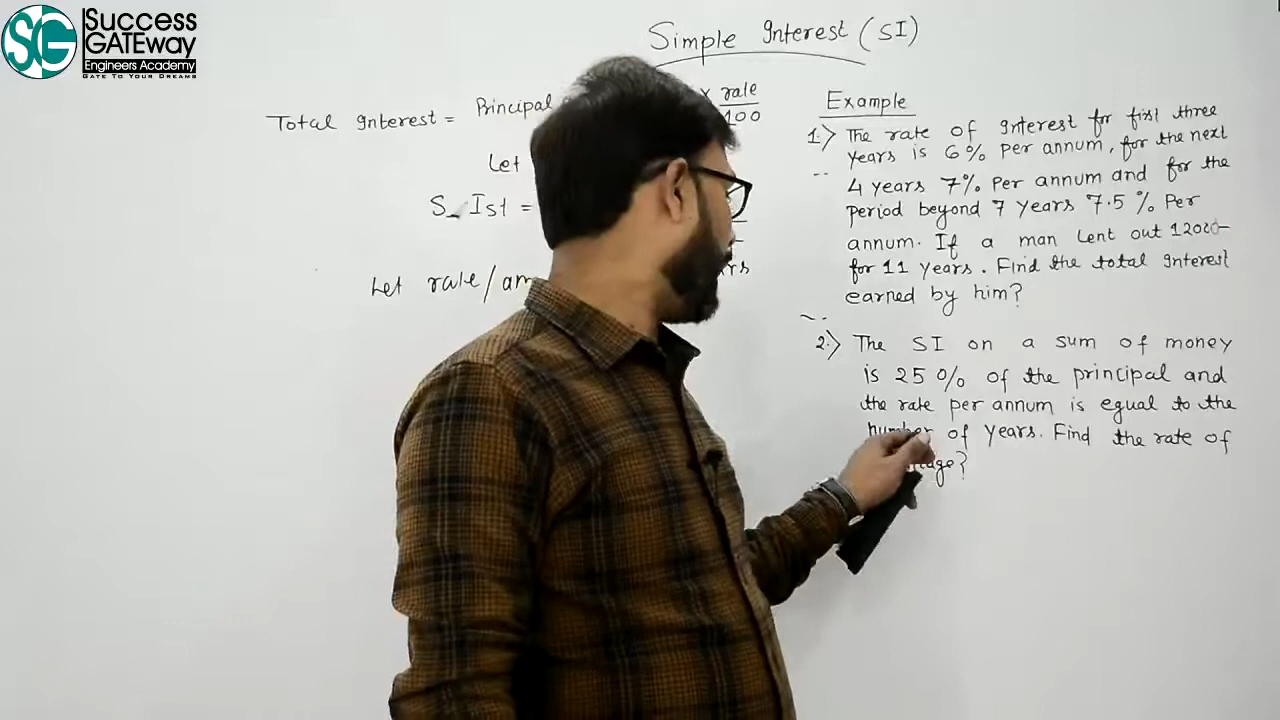 Success
GATEway
Engineers Academy
GATE TO YOUR DREAMS
Simple Interest (SI)
Total Interest = Principal × rate
100
Let
S. Ist =
Let rate/an
Example
1.) The rate of Interest for first three
years is 6% per annum, for the next
4 years 7% per annum and for the
period beyond 7 years 7.5% Per
annum. If a man lent out
for 11 years. Find the total Interest
earned by him?
2.) The SI on a sum of money
is 25% of the principal and
the rate per annum is equal to the
number of years. Find the rate of